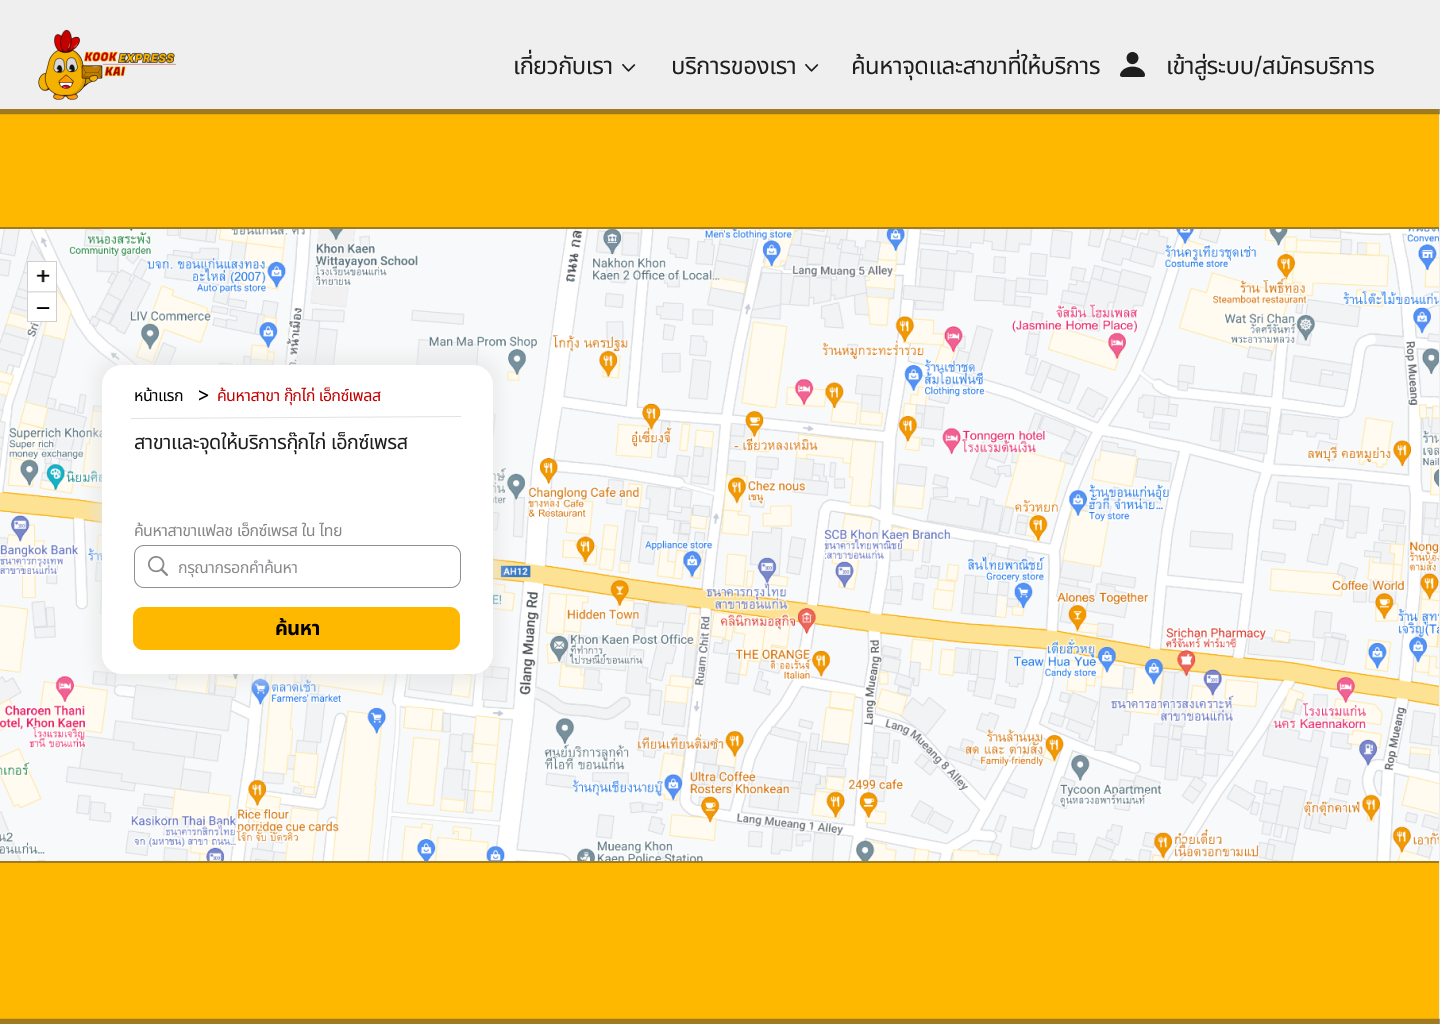 KOOK EXPRESS
KAI
เกี่ยวกับเรา
บริการของเรา
ค้นหาจุดและสาขาที่ให้บริการ
เข้าสู่ระบบ/สมัครบริการ
หนองสระพัง
Community garden
บจก. ขอนแก่นแสงทอง
อะไหล่ (2007)
Auto parts store
LIV Commerce
Khon Kaen
Wittayayon School
โรงเรียนขอนแก่น
วิทยายน
Man Ma Prom Shop
Nakhon Khon
Kaen 2 Office of Local...
Men's clothing store
Lang Muang 5 Alley
โกกุ้ง นครปฐม
ร้านครูเทียรชุดเช่า
Costume store
ร้าน โพธิ์ทอง
Steamboat restaurant
Wat Sri Chan
วัดศรีจันทร์
พระอารามหลวง
จัสมิน โฮมเพลส
(Jasmine Home Place)
ร้านหมูกระทะร่ำรวย
ร้านเช่าชุด
ส้มโอแฟนซี
Clothing store
+
−
หน้าแรก > ค้นหาสาขา กุ๊กไก่ เอ็กซ์เพลส
สาขาและจุดให้บริการกุ๊กไก่ เอ็กซ์เพรส
ค้นหาสาขาแฟลช เอ็กซ์เพรส ใน ไทย
กรุณากรอกคำค้นหา
ค้นหา
Superrich Khonka
Super rich
money exchange
Bangkok Bank
ธนาคารกรุงเทพ
สาขาขอนแก่น
อู๋เซี่ยงจี้
- เธียวหลงเหมิน
Tonngern hotel
โรงแรมต้นเงิน
ลพบุรี คอหมูย่าง
Changlong Cafe and
ชางหลง Cafe
& Restaurant
Chez nous
เชนู
ครัวหยก
ร้านขอนแก่นอุ้ย
ฮั้วกี่ จำหน่าย...
Toy store
Appliance store
SCB Khon Kaen Branch
ธนาคารไทยพาณิชย์
สาขาขอนแก่น
สินไทยพาณิชย์
Grocery store
AH12
Hidden Town
ธนาคารกรุงไทย
สาขาขอนแก่น
คลินิกหมอสุกิจ
Alones Together
Coffee World
Srichan Pharmacy
ศรีจันทร์ ฟาร์มาซี
Khon Kaen Post Office
ที่ทำการ
ไปรษณีย์ขอนแก่น
THE ORANGE
ดิ ออเร้นจ์
Italian
เตียฮั่วหยู
Teaw Hua Yue
Candy store
Glang Muang Rd
Ruam Chit Rd
Lang Mueang Rd
Rop Mueang
ตลาดเช้า
Farmers' market
Charoen Thani
otel, Khon Kaen
โรงแรมเจริญ
ธานี ขอนแก่น
ธนาคารอาคารสงเคราะห์
สาขาขอนแก่น
โรงแรมแก่น
นคร Kaennakorn
Rop Mueang
Lang Mueang 8 Alley
ศูนย์บริการลูกค้า
ทีโอที ขอนแก่น
เทียนเทียนติ่มซำ
ร้านล้านนม
สด และ ตามสั่ง
Family-friendly
Ultra Coffee
Rosters Khonkean
ร้านกุนเชียงนายบู้
2499 cafe
Tycoon Apartment
ตุ๊กตุ๊กคาเฟ่
Rice flour
porridge cue cards
โจ๊ก จับ บัตรคิว
Kasikorn Thai Bank
ธนาคารกสิกรไทย
จก (มหาชน) สาขา ถนน...
Lang Mueang 1 Alley
Mueang Khon
Kaen Police Station
ก๋วยเตี๋ยว
เนื้อตรอกขามแป